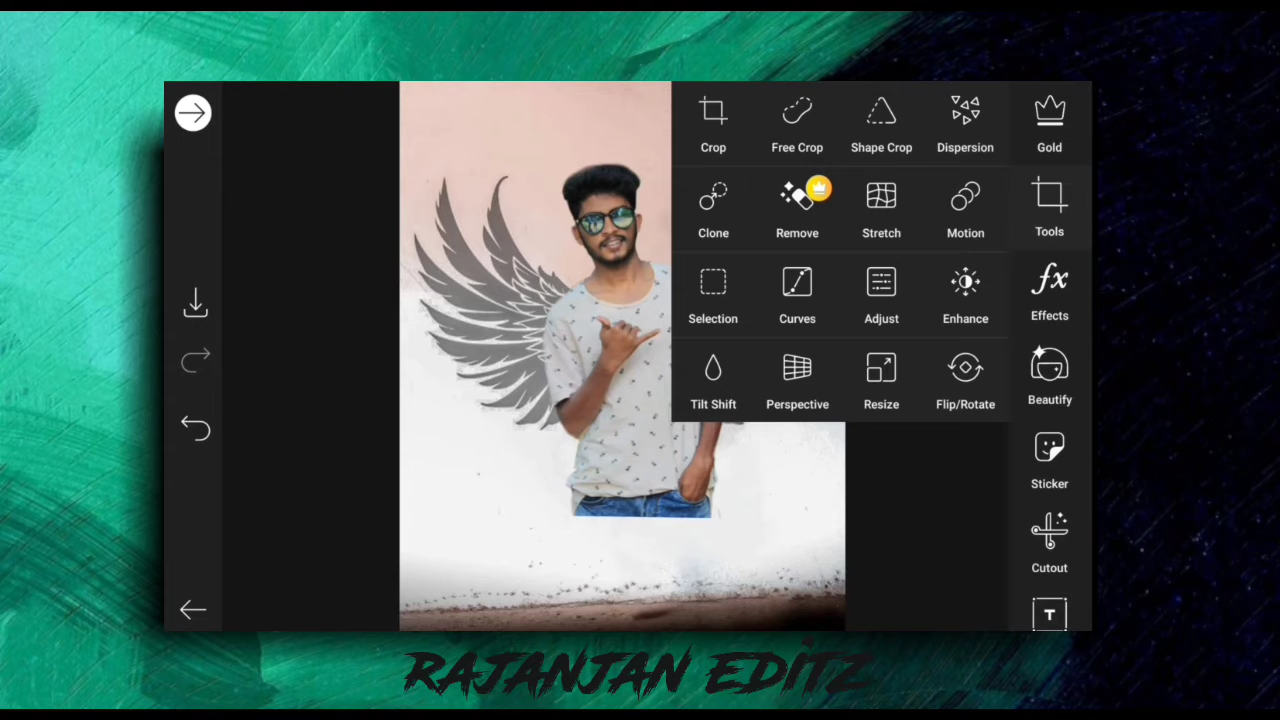 Crop Free Crop Shape Crop Dispersion Gold
Clone Remove Stretch Motion Tools
Selection Curves Adjust Enhance Effects
Tilt Shift Perspective Resize Flip/Rotate Beautify
Sticker
Cutout
T
RAJANJAN EDITZ